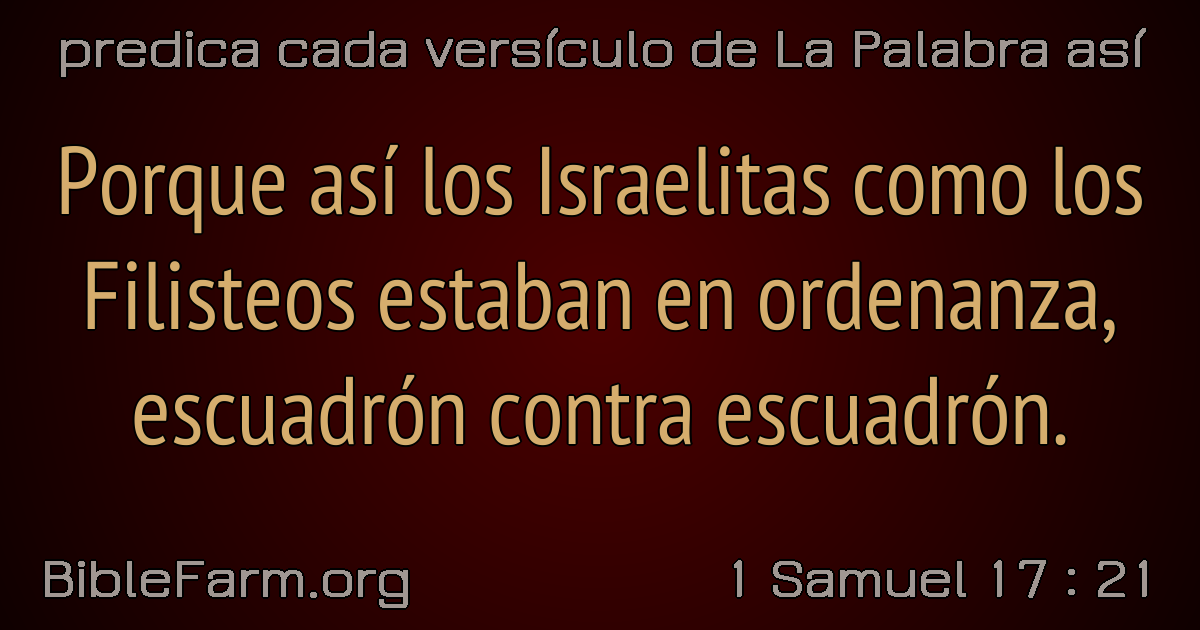 predica cada versículo de La Palabra así
Porque así los Israelitas como los
Filisteos estaban en ordenanza,
escuadrón contra escuadrón.
BibleFarm.org
1 Samuel 17 : 21